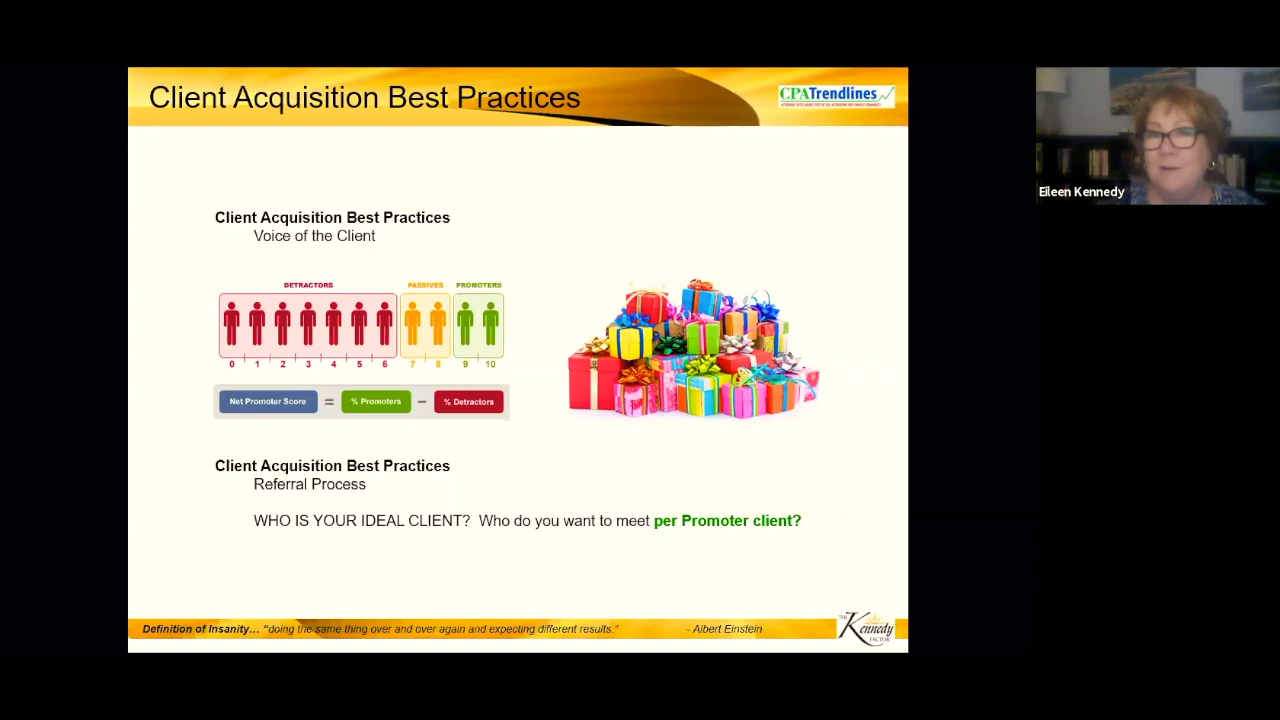 Client Acquisition Best Practices
CPATrendlines
Eileen Kennedy
Client Acquisition Best Practices
Voice of the Client
DETRACTORS PASSIVES PROMOTERS
0 1 2 3 4 5 6 7 8 9 10
Net Promoter Score = % Promoters – % Detractors
Client Acquisition Best Practices
Referral Process
WHO IS YOUR IDEAL CLIENT? Who do you want to meet per Promoter client?
Definition of Insanity... "doing the same thing over and over again and expecting different results." - Albert Einstein
THE Kennedy FACTOR